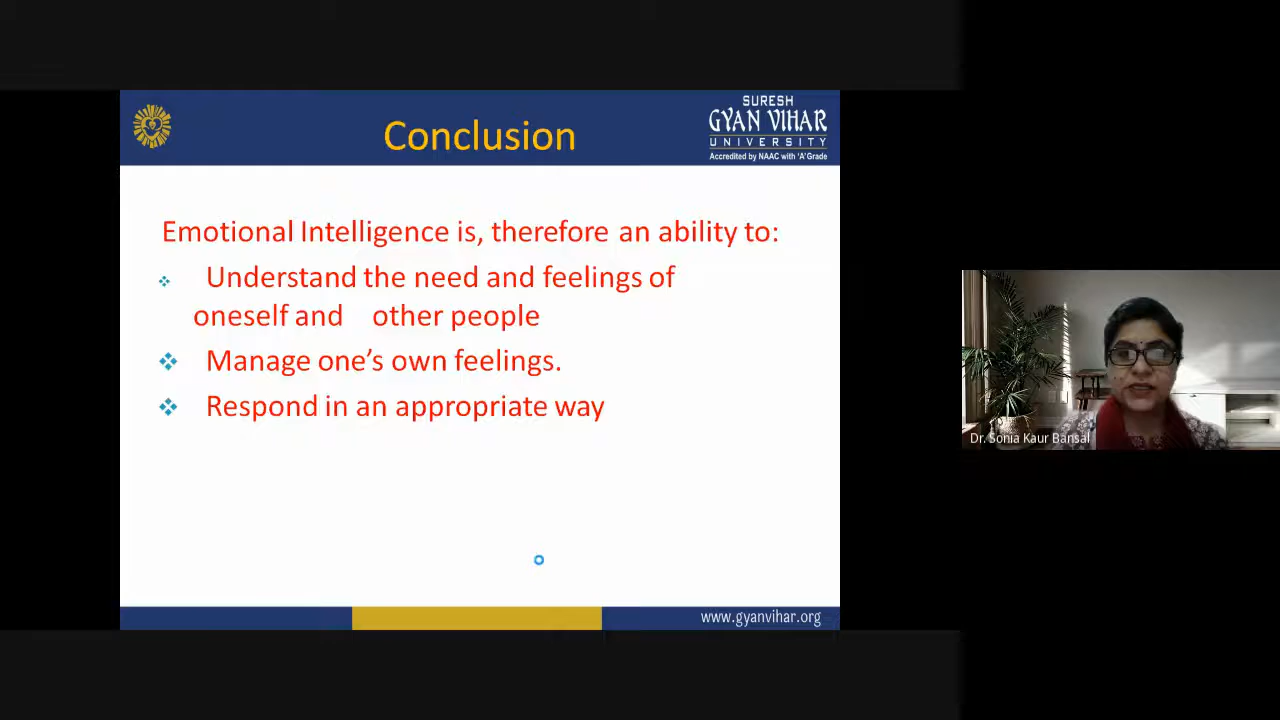 Conclusion
SURESH
GYAN VIHAR
UNIVERSITY
Accredited by NAAC with 'A' Grade
Emotional Intelligence is, therefore an ability to:
Understand the need and feelings of
oneself and other people
Manage one's own feelings.
Respond in an appropriate way
Dr. Sonia Kaur Bansal
www.gyanvihar.org